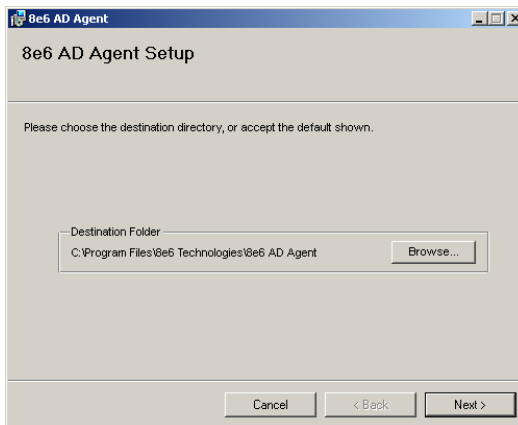 8e6 AD Agent
8e6 AD Agent Setup
Please choose the destination directory, or accept the default shown.
Destination Folder
C:\Program Files\8e6 Technologies\8e6 AD Agent
Browse...
Cancel
< Back
Next >